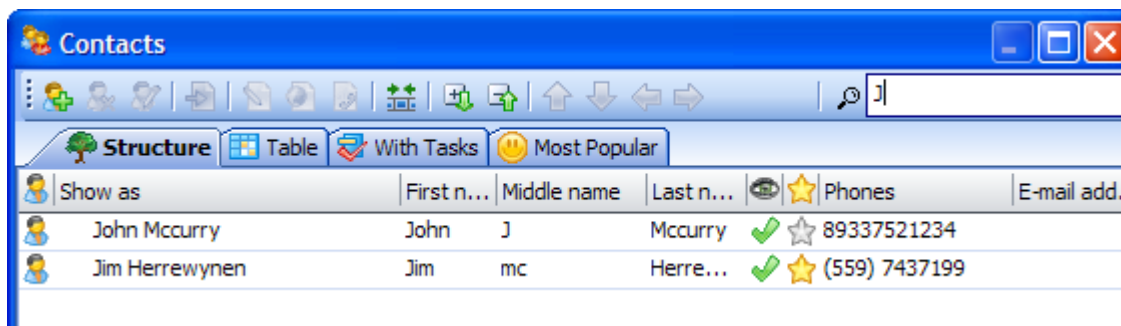 Contacts
J
Structure Table With Tasks Most Popular
Show as First n... Middle name Last n... Phones E-mail add.
John Mccurry John J Mccurry 89337521234
Jim Herrewynen Jim mc Herre... (559) 7437199